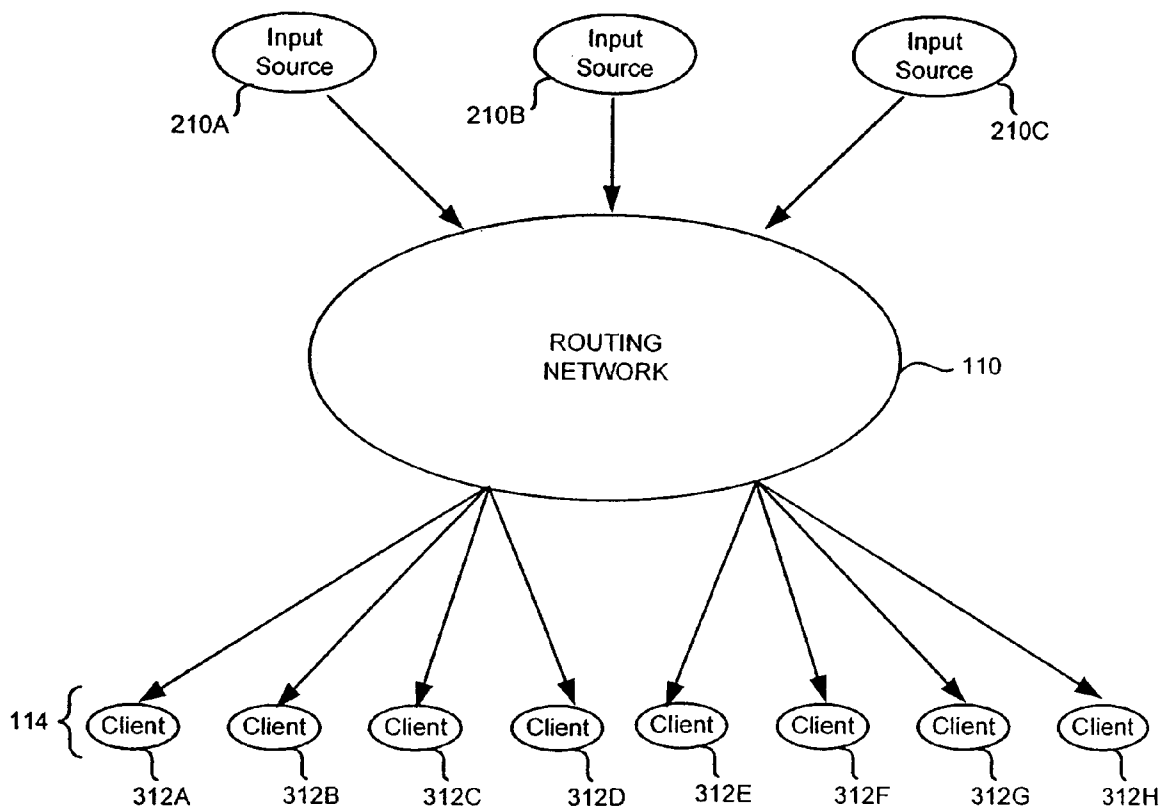 Input
Source
Input
Source
Input
Source
210A
210B
210C
ROUTING
NETWORK
110
114
Client
Client
Client
Client
Client
Client
Client
Client
312A
312B
312C
312D
312E
312F
312G
312H